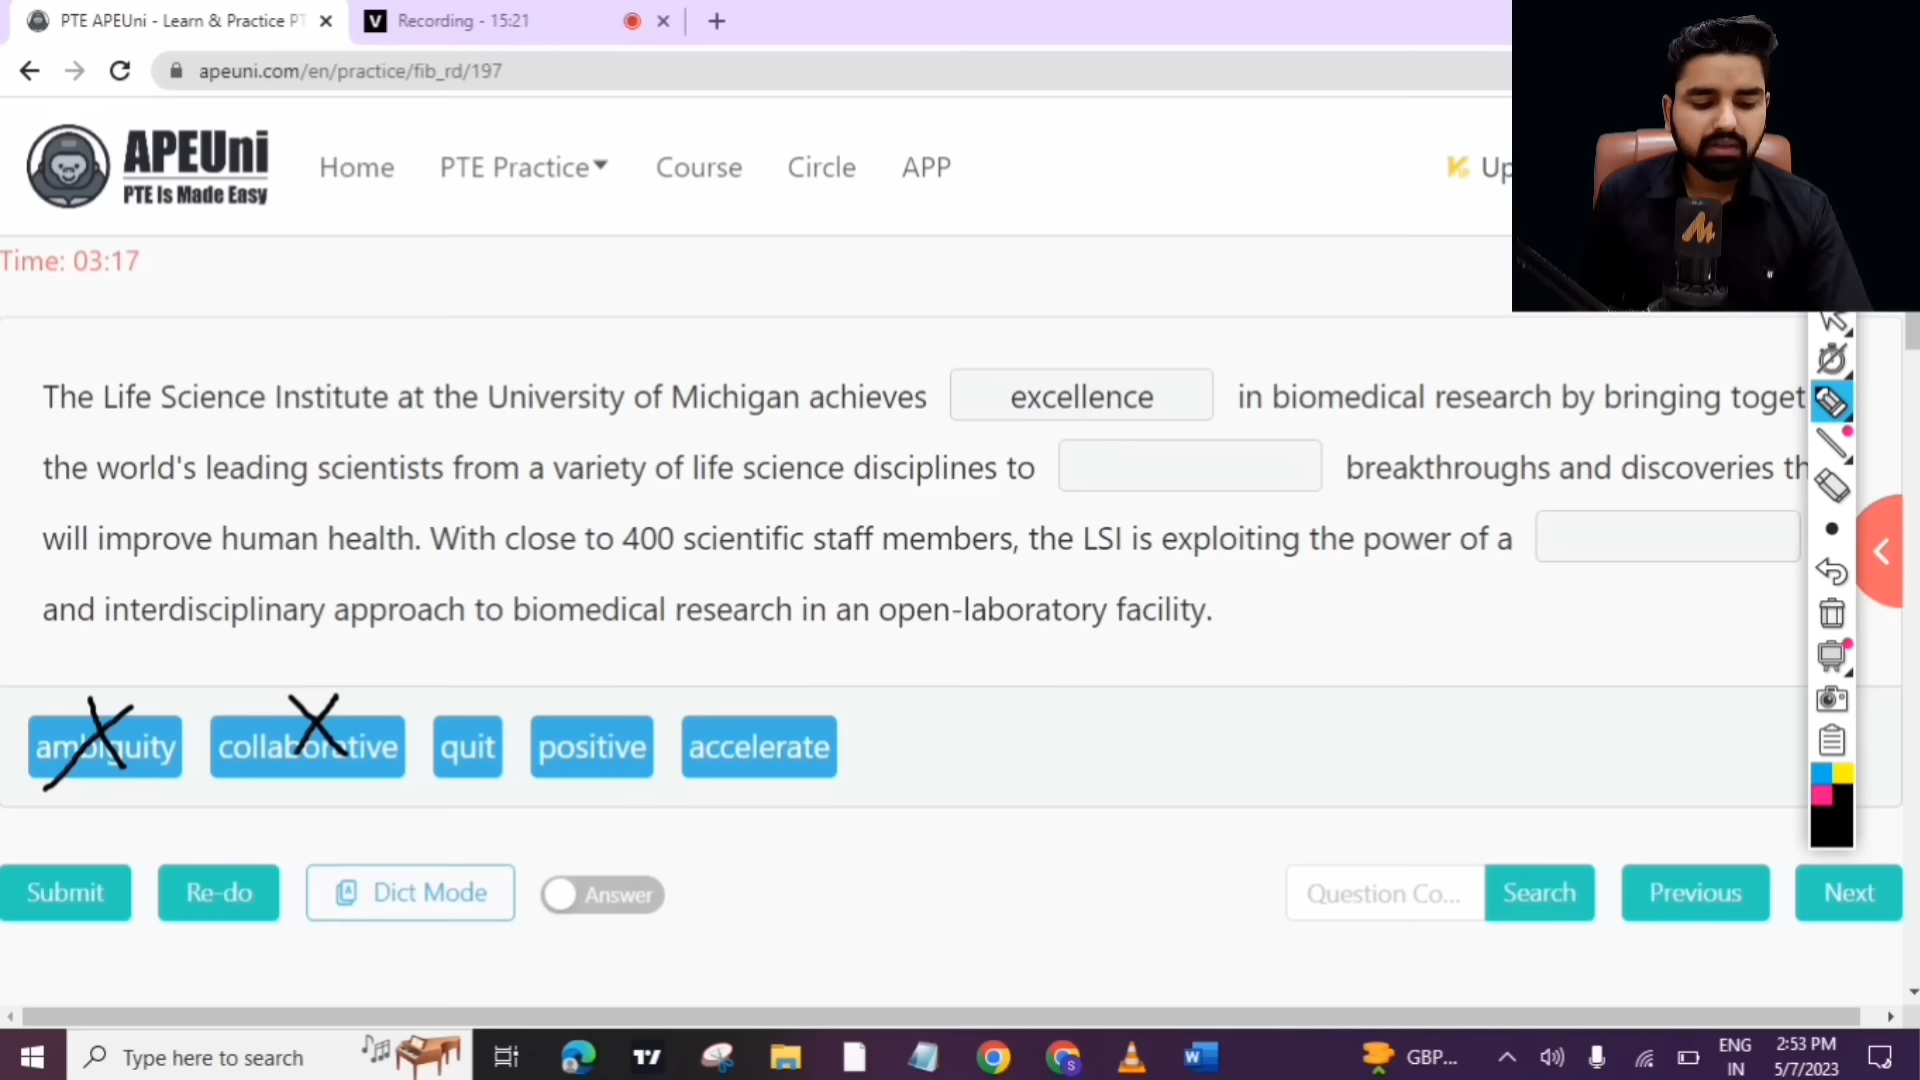 PTE APEUni - Learn & Practice PT
V Recording - 15:21
apeuni.com/en/practice/fib_rd/197
APEUni
PTE Is Made Easy
Home PTE Practice Course Circle APP
Up
Time: 03:17
The Life Science Institute at the University of Michigan achieves excellence in biomedical research by bringing toget
the world's leading scientists from a variety of life science disciplines to breakthroughs and discoveries th
will improve human health. With close to 400 scientific staff members, the LSI is exploiting the power of a
and interdisciplinary approach to biomedical research in an open-laboratory facility.
ambiguity collaborative quit positive accelerate
Submit Re-do Dict Mode Answer Question Co... Search Previous Next
Type here to search
GBP...
ENG
IN
2:53 PM
5/7/2023